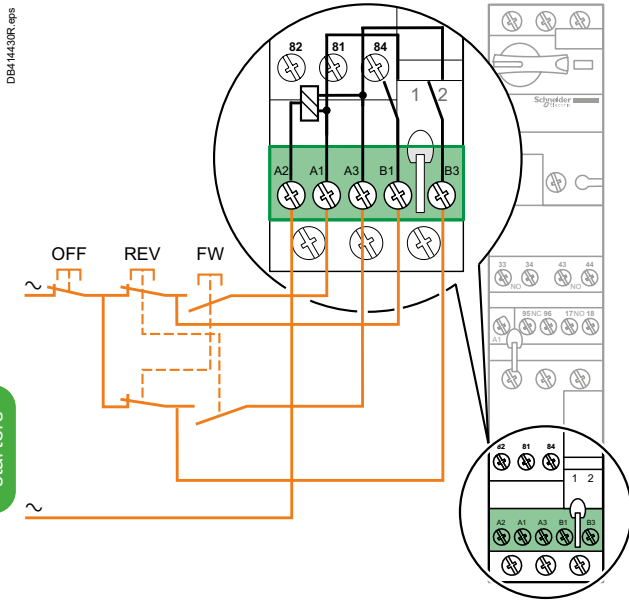 DB414430R.eps
82 81 84
1 2
A2 A1 A3 B1 B3
OFF REV FW
~
~
Schneider
Electric
33 34 43 44
NO NO
95 NC 96 17 NO 18
A1
82 81 84
1 2
A2 A1 A3 B1 B3